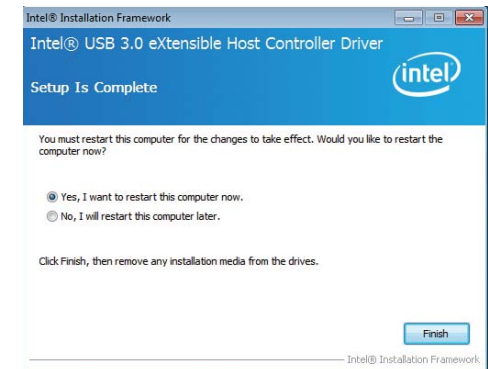 Intel® Installation Framework
Intel® USB 3.0 eXtensible Host Controller Driver
Setup Is Complete
intel
You must restart this computer for the changes to take effect. Would you like to restart the
computer now?
Yes, I want to restart this computer now.
No, I will restart this computer later.
Click Finish, then remove any installation media from the drives.
Finish
Intel® Installation Framework